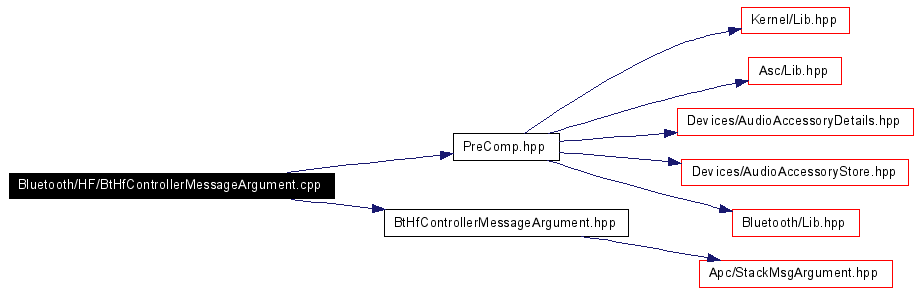 Kernel/Lib.hpp
Asc/Lib.hpp
Devices/AudioAccessoryDetails.hpp
PreComp.hpp
Devices/AudioAccessoryStore.hpp
Bluetooth/HF/BtHfControllerMessageArgument.cpp
Bluetooth/Lib.hpp
BtHfControllerMessageArgument.hpp
Apc/StackMsgArgument.hpp